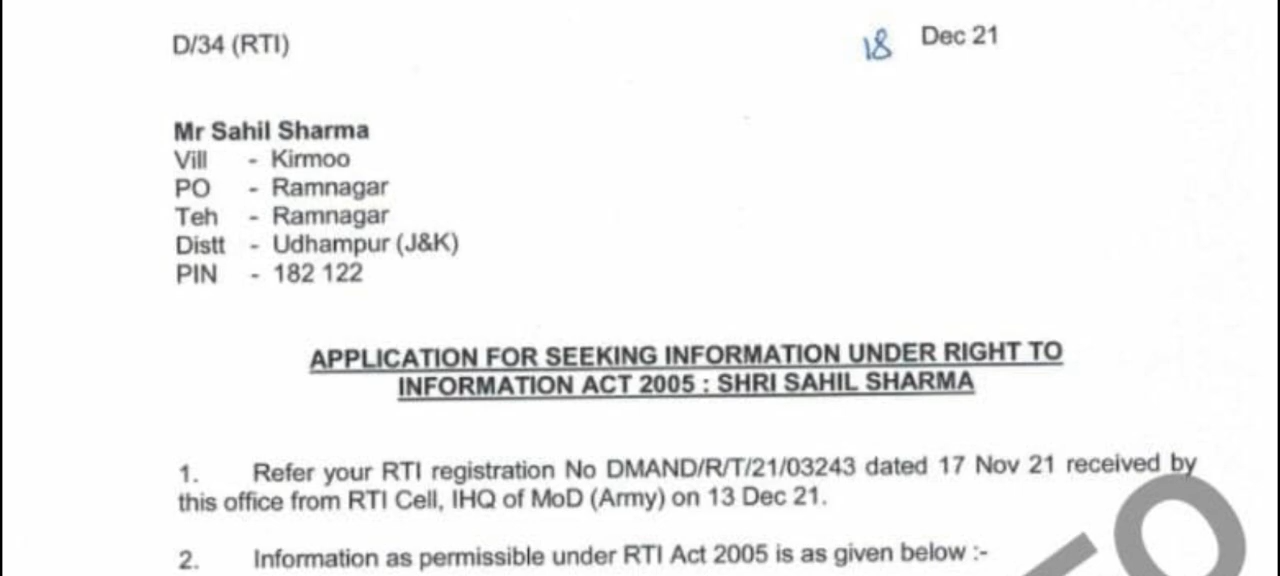 D/34 (RTI)
18 Dec 21
Mr Sahil Sharma
Vill - Kirmoo
PO - Ramnagar
Teh - Ramnagar
Distt - Udhampur (J&K)
PIN - 182 122
APPLICATION FOR SEEKING INFORMATION UNDER RIGHT TO
INFORMATION ACT 2005 : SHRI SAHIL SHARMA
1. Refer your RTI registration No DMAND/R/T/21/03243 dated 17 Nov 21 received by
this office from RTI Cell, IHQ of MoD (Army) on 13 Dec 21.
2. Information as permissible under RTI Act 2005 is as given below :-